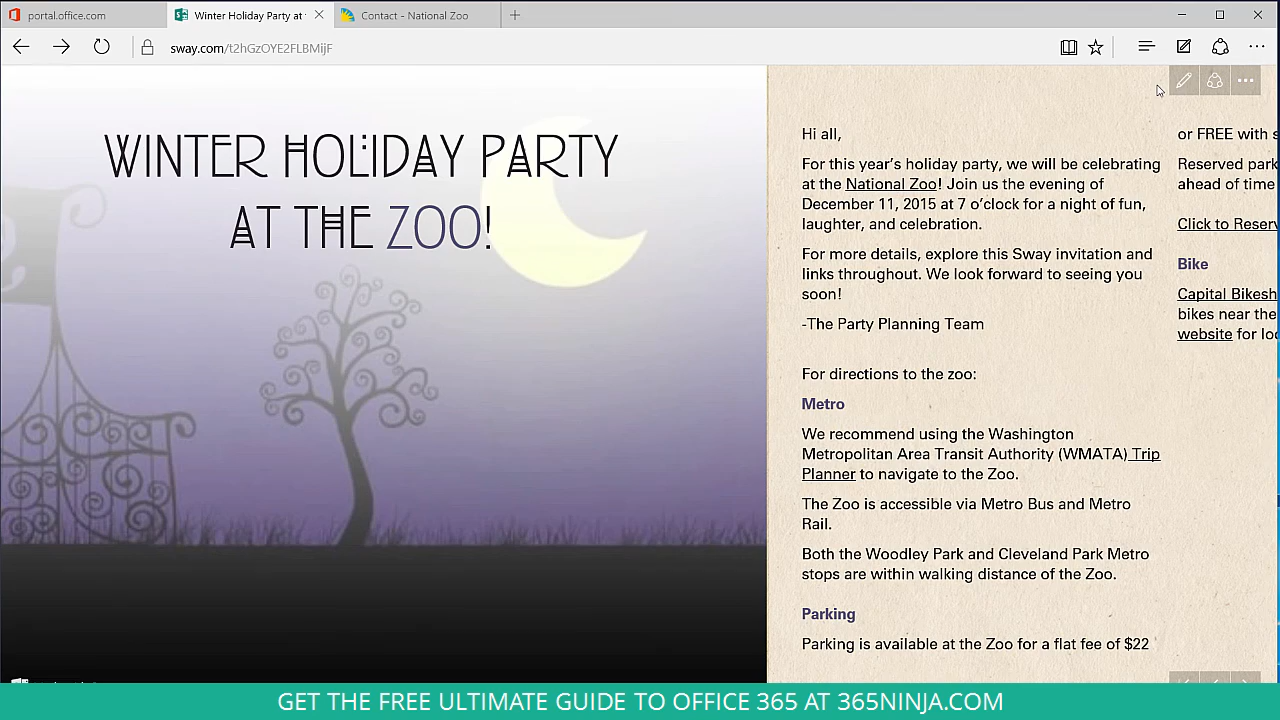 portal.office.com
Winter Holiday Party at
Contact - National Zoo
sway.com/t2hGzOYE2FLBMijF
WINTER HOLIDAY PARTY
AT THE ZOO!
Hi all,
For this year's holiday party, we will be celebrating
at the National Zoo! Join us the evening of
December 11, 2015 at 7 o'clock for a night of fun,
laughter, and celebration.
For more details, explore this Sway invitation and
links throughout. We look forward to seeing you
soon!
-The Party Planning Team
For directions to the zoo:
Metro
We recommend using the Washington
Metropolitan Area Transit Authority (WMATA) Trip
Planner to navigate to the Zoo.
The Zoo is accessible via Metro Bus and Metro
Rail.
Both the Woodley Park and Cleveland Park Metro
stops are within walking distance of the Zoo.
Parking
Parking is available at the Zoo for a flat fee of $22
or FREE with
Reserved park
ahead of time
Click to Reserv
Bike
Capital Bikesh
bikes near the
website for loc
GET THE FREE ULTIMATE GUIDE TO OFFICE 365 AT 365NINJA.COM